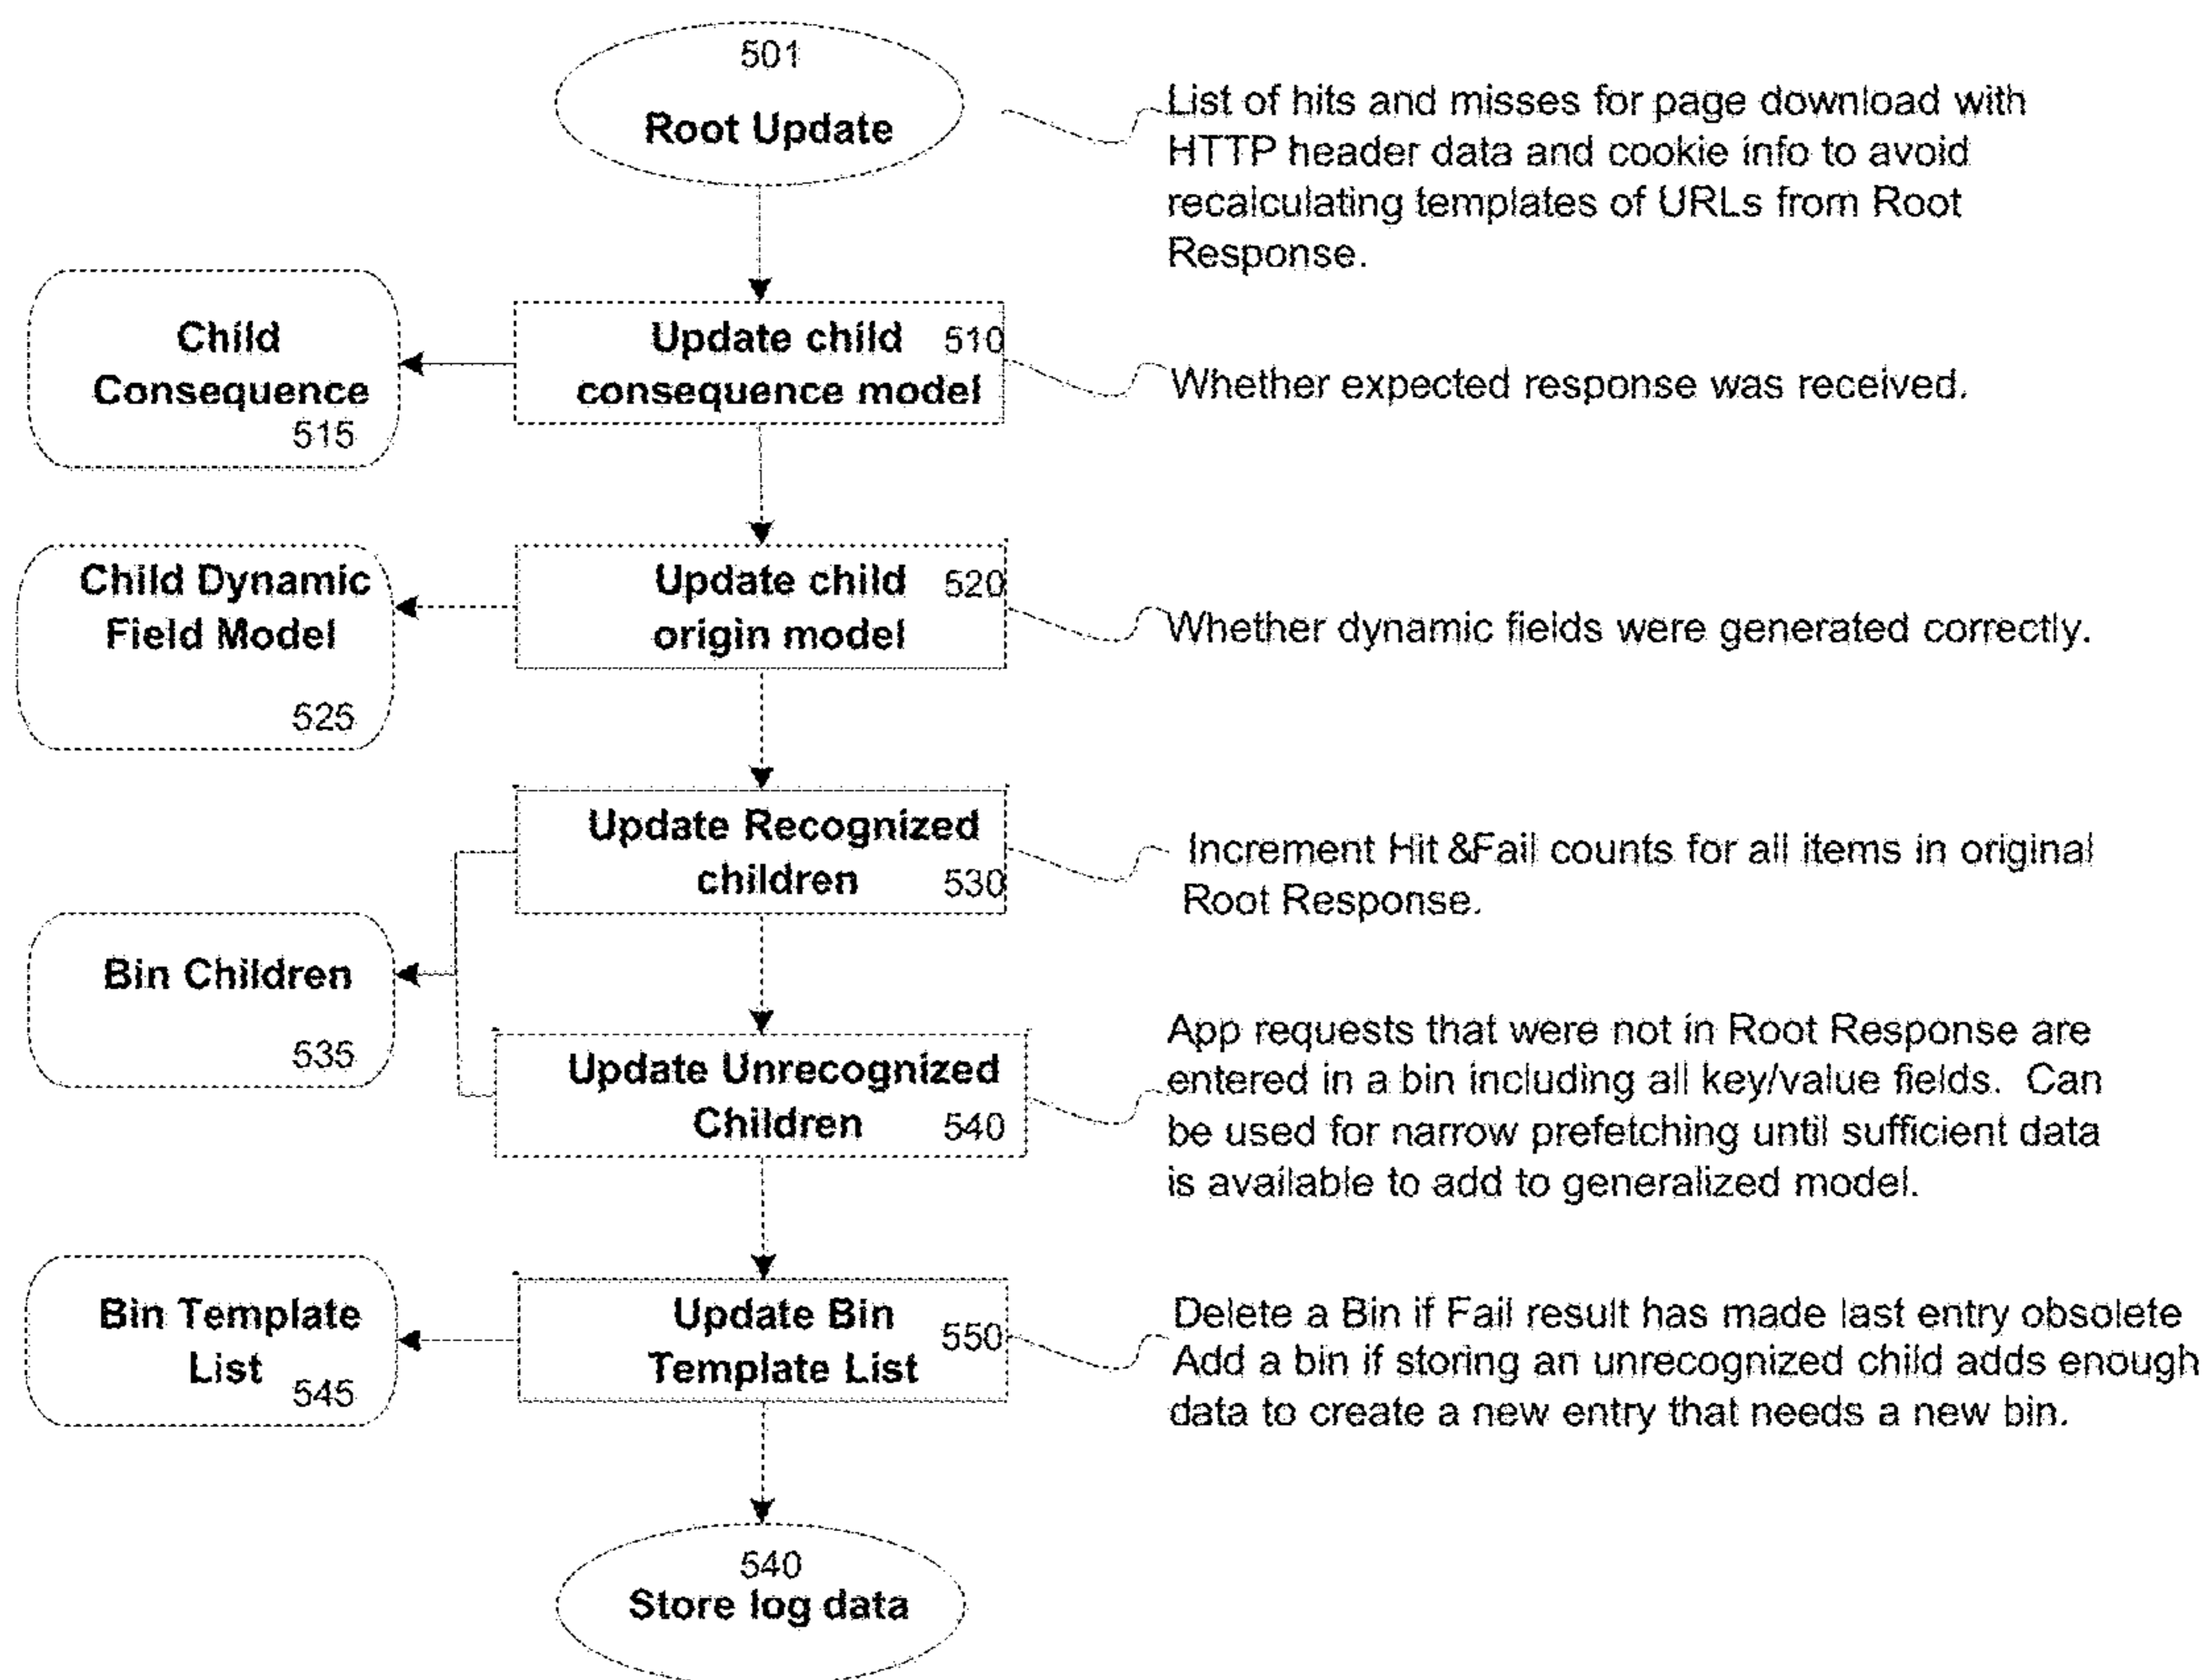 501
Root Update
List of hits and misses for page download with
HTTP header data and cookie info to avoid
recalculating templates of URLs from Root
Response.
Child
Consequence
515
Update child 510
consequence model
Whether expected response was received.
Child Dynamic
Field Model
525
Update child 520
origin model
Whether dynamic fields were generated correctly.
Update Recognized
children 530
Increment Hit &Fail counts for all items in original
Root Response.
Bin Children
535
Update Unrecognized
Children 540
App requests that were not in Root Response are
entered in a bin including all key/value fields. Can
be used for narrow prefetching until sufficient data
is available to add to generalized model.
Bin Template
List 545
Update Bin 550
Template List
Delete a Bin if Fail result has made last entry obsolete
Add a bin if storing an unrecognized child adds enough
data to create a new entry that needs a new bin.
540
Store log data